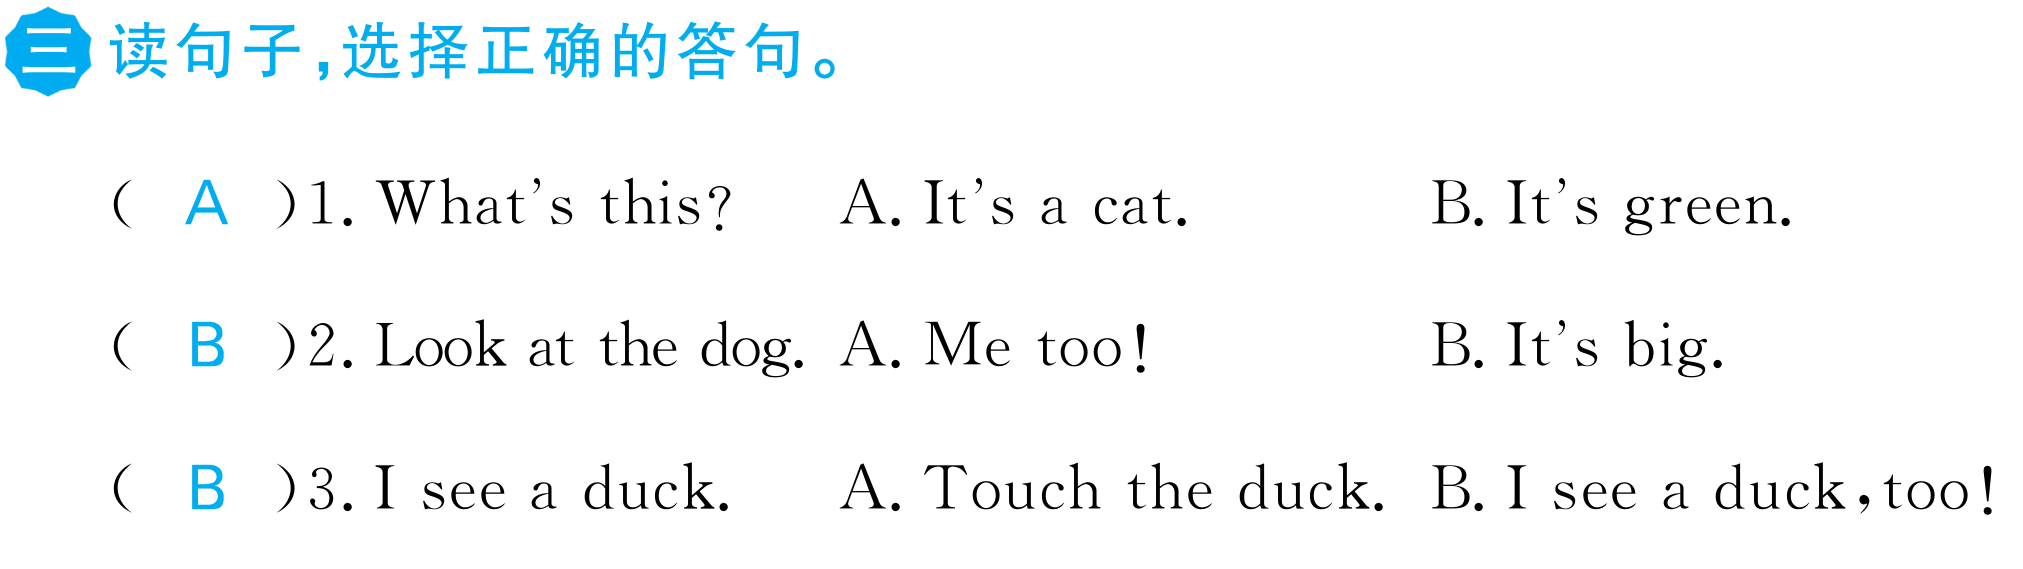 三 读句子,选择正确的答句。
( A )1. What's this? A. It's a cat. B. It's green.
( B )2. Look at the dog. A. Me too! B. It's big.
( B )3. I see a duck. A. Touch the duck. B. I see a duck,too!